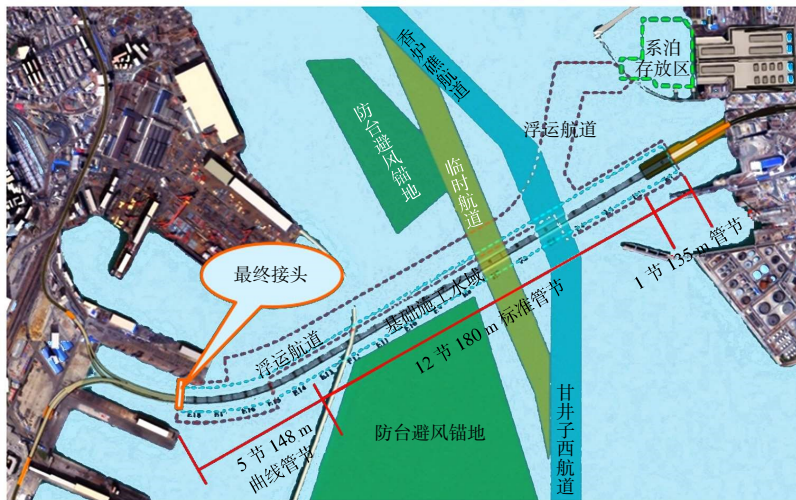 香炉礁航道
系泊
存放区
防台避风锚地
浮运航道
临时航道
1 节 135 m 管节
最终接头
基础施工水域
12 节 180 m 标准管节
浮运航道
甘井子西航道
5 节 148 m
曲线管节
防台避风锚地